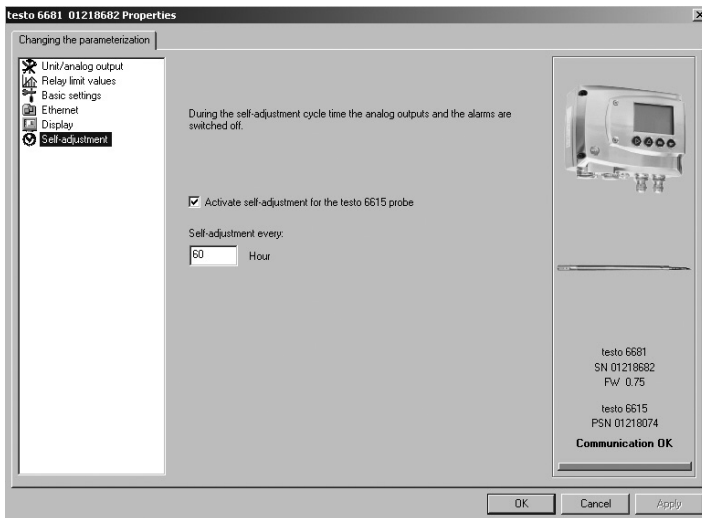 testo 6681 01218682 Properties
Changing the parameterization
Unit/analog output
Relay limit values
Basic settings
Ethernet
Display
Self-adjustment
During the self-adjustment cycle time the analog outputs and the alarms are
switched off.
Activate self-adjustment for the testo 6615 probe
Self-adjustment every:
60 Hour
testo 6681
SN 01218682
FW 0.75
testo 6615
PSN 01218074
Communication OK
OK Cancel Apply